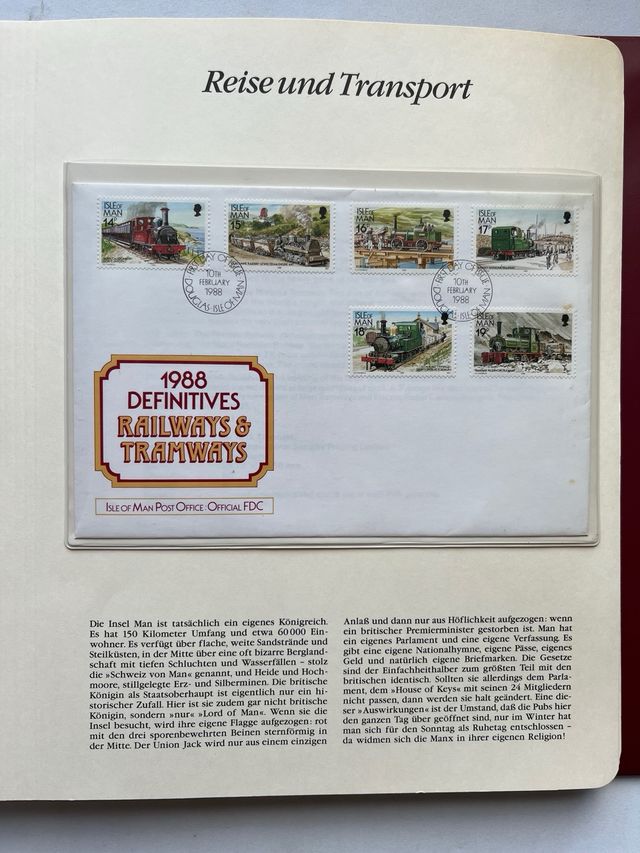 Reise und Transport
ISLE OF
MAN
14P
ISLE OF
MAN
15P
ISLE OF
MAN
16P
ISLE OF
MAN
17P
FIRST DAY OF ISSUE
10TH
FEBRUARY
1988
DOUGLAS · ISLE OF MAN
FIRST DAY OF ISSUE
10TH
FEBRUARY
1988
DOUGLAS · ISLE OF MAN
ISLE OF
MAN
18P
ISLE OF
MAN
19P
1988
DEFINITIVES
RAILWAYS &
TRAMWAYS
ISLE OF MAN POST OFFICE : OFFICIAL FDC
Die Insel Man ist tatsächlich ein eigenes Königreich.
Es hat 150 Kilometer Umfang und etwa 60 000 Ein-
wohner. Es verfügt über flache, weite Sandstrände und
Steilküsten, in der Mitte über eine oft bizarre Bergland-
schaft mit tiefen Schluchten und Wasserfällen – stolz
die »Schweiz von Man« genannt, und Heide und Hoch-
moore, stillgelegte Erz- und Silberminen. Die britische
Königin als Staatsoberhaupt ist eigentlich nur ein hi-
storischer Zufall. Hier ist sie zudem gar nicht britische
Königin, sondern »nur« »Lord of Man«. Wenn sie die
Insel besucht, wird ihre eigene Flagge aufgezogen: rot
mit den drei sporenbewehrten Beinen sternförmig in
der Mitte. Der Union Jack wird nur aus einem einzigen
Anlaß und dann nur aus Höflichkeit aufgezogen: wenn
ein britischer Premierminister gestorben ist. Man hat
ein eigenes Parlament und eine eigene Verfassung. Es
gibt eine eigene Nationalhymne, eigene Pässe, eigenes
Geld und natürlich eigene Briefmarken. Die Gesetze
sind der Einfachheit halber zum größten Teil mit den
britischen identisch. Sollten sie allerdings dem Parla-
ment, dem »House of Keys« mit seinen 24 Mitgliedern
nicht passen, dann werden sie halt geändert. Eine die-
ser »Auswirkungen« ist der Umstand, daß die Pubs hier
den ganzen Tag über geöffnet sind, nur im Winter hat
man sich für den Sonntag als Ruhetag entschlossen –
da widmen sich die Manx in ihrer eigenen Religion!